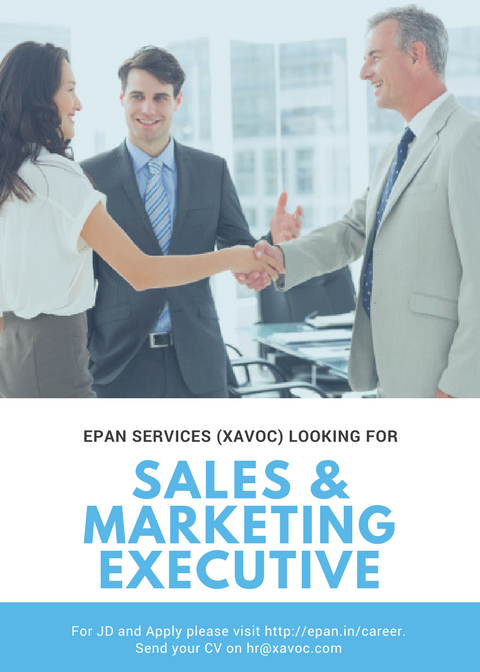 EPAN SERVICES (XAVOC) LOOKING FOR
SALES &
MARKETING
EXECUTIVE
For JD and Apply please visit http://epan.in/career.
Send your CV on hr@xavoc.com